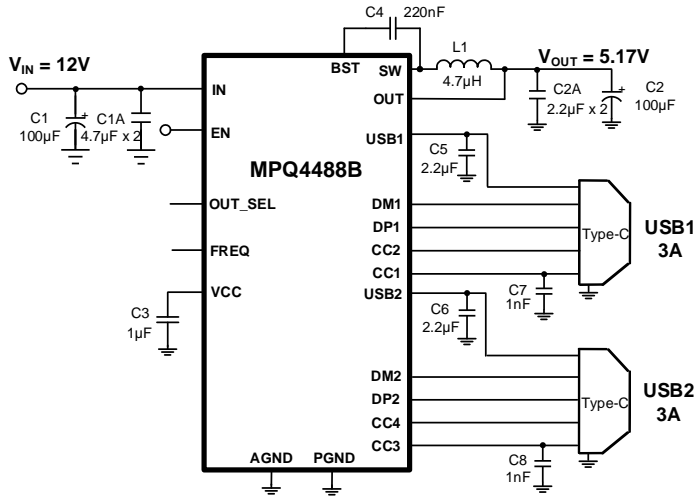 C4 220nF
BST
SW
L1
4.7µH
VOUT = 5.17V
VIN = 12V
IN
OUT
C1
100µF
C1A
4.7µF x 2
C2A
2.2µF x 2
C2
100µF
EN
USB1
C5
2.2µF
MPQ4488B
OUT_SEL
DM1
DP1
CC2
CC1
Type-C
USB1
3A
FREQ
VCC
C3
1µF
USB2
C7
1nF
C6
2.2µF
DM2
DP2
CC4
CC3
Type-C
USB2
3A
AGND
PGND
C8
1nF